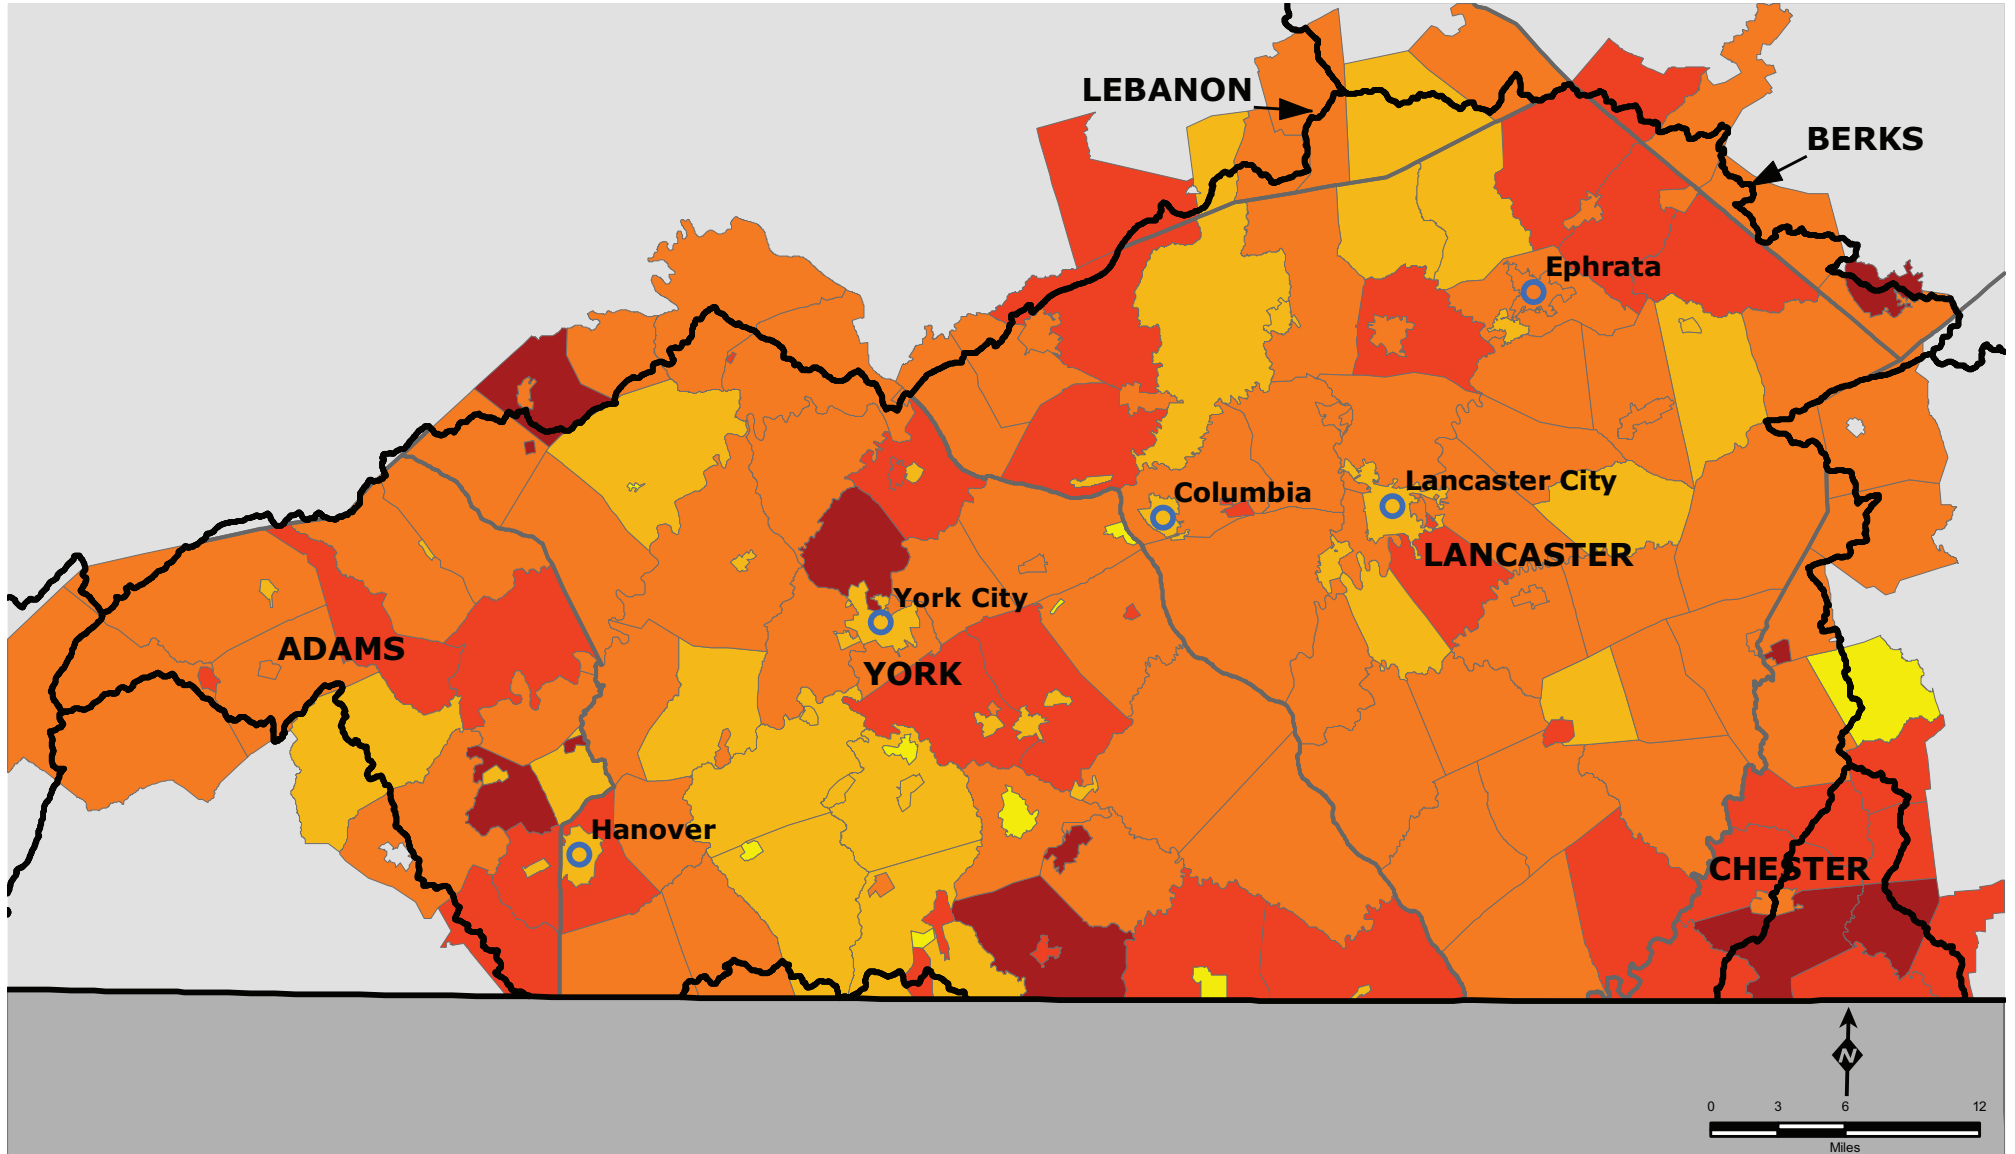 LEBANON
BERKS
Ephrata
Columbia
Lancaster City
LANCASTER
York City
YORK
ADAMS
Hanover
CHESTER
N
0 3 6 12
Miles